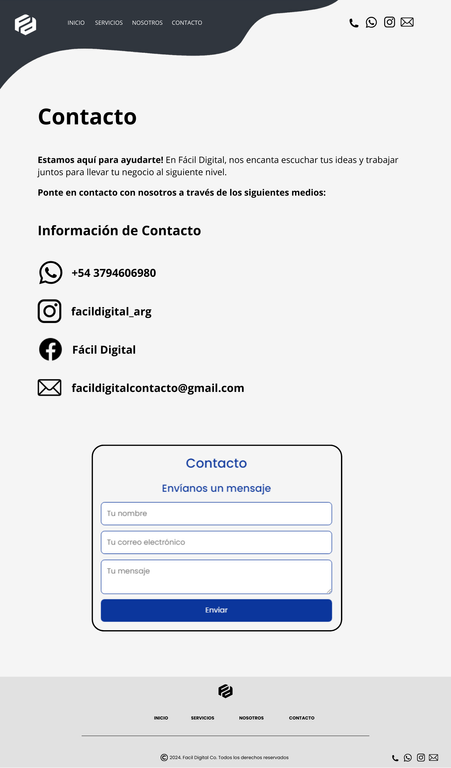 INICIO SERVICIOS NOSOTROS CONTACTO
Contacto
Estamos aquí para ayudarte! En Fácil Digital, nos encanta escuchar tus ideas y trabajar
juntos para llevar tu negocio al siguiente nivel.
Ponte en contacto con nosotros a través de los siguientes medios:
Información de Contacto
+54 3794606980
facildigital_arg
Fácil Digital
facildigitalcontacto@gmail.com
Contacto
Envíanos un mensaje
Tu nombre
Tu correo electrónico
Tu mensaje
Enviar
INICIO SERVICIOS NOSOTROS CONTACTO
© 2024. Facil Digital Co. Todos los derechos reservados